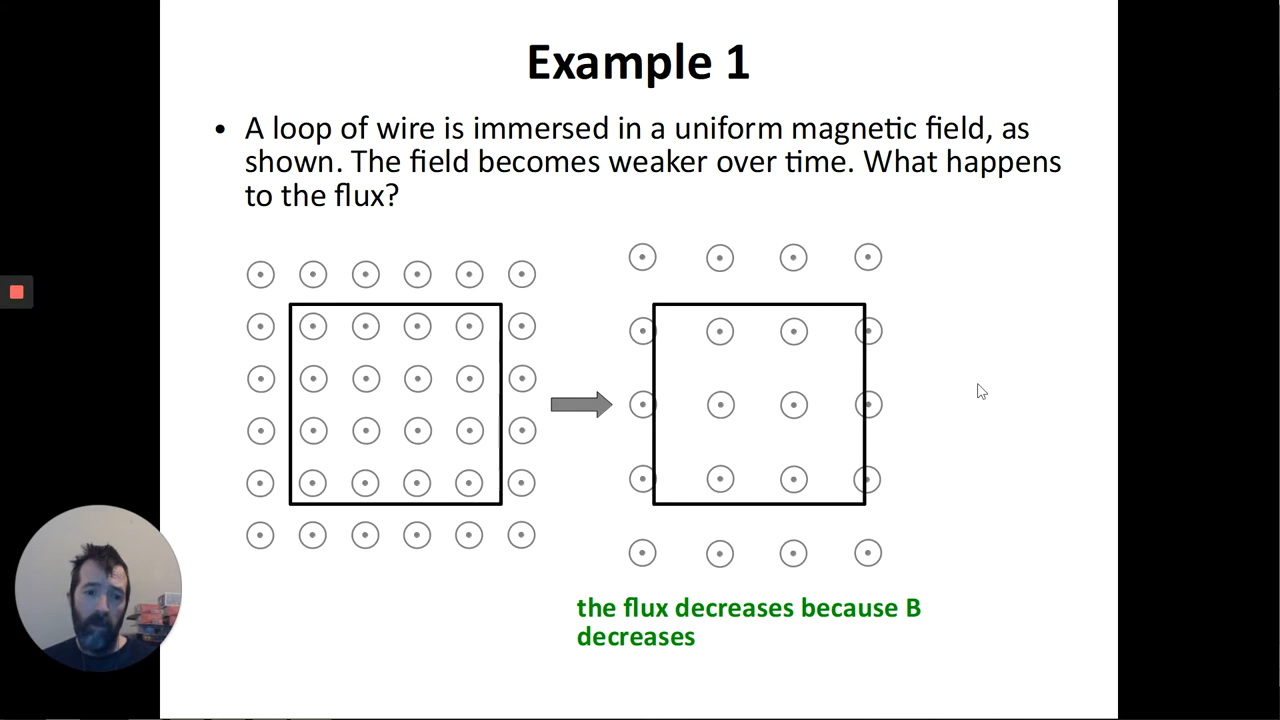 Example 1
• A loop of wire is immersed in a uniform magnetic field, as
shown. The field becomes weaker over time. What happens
to the flux?
the flux decreases because B
decreases